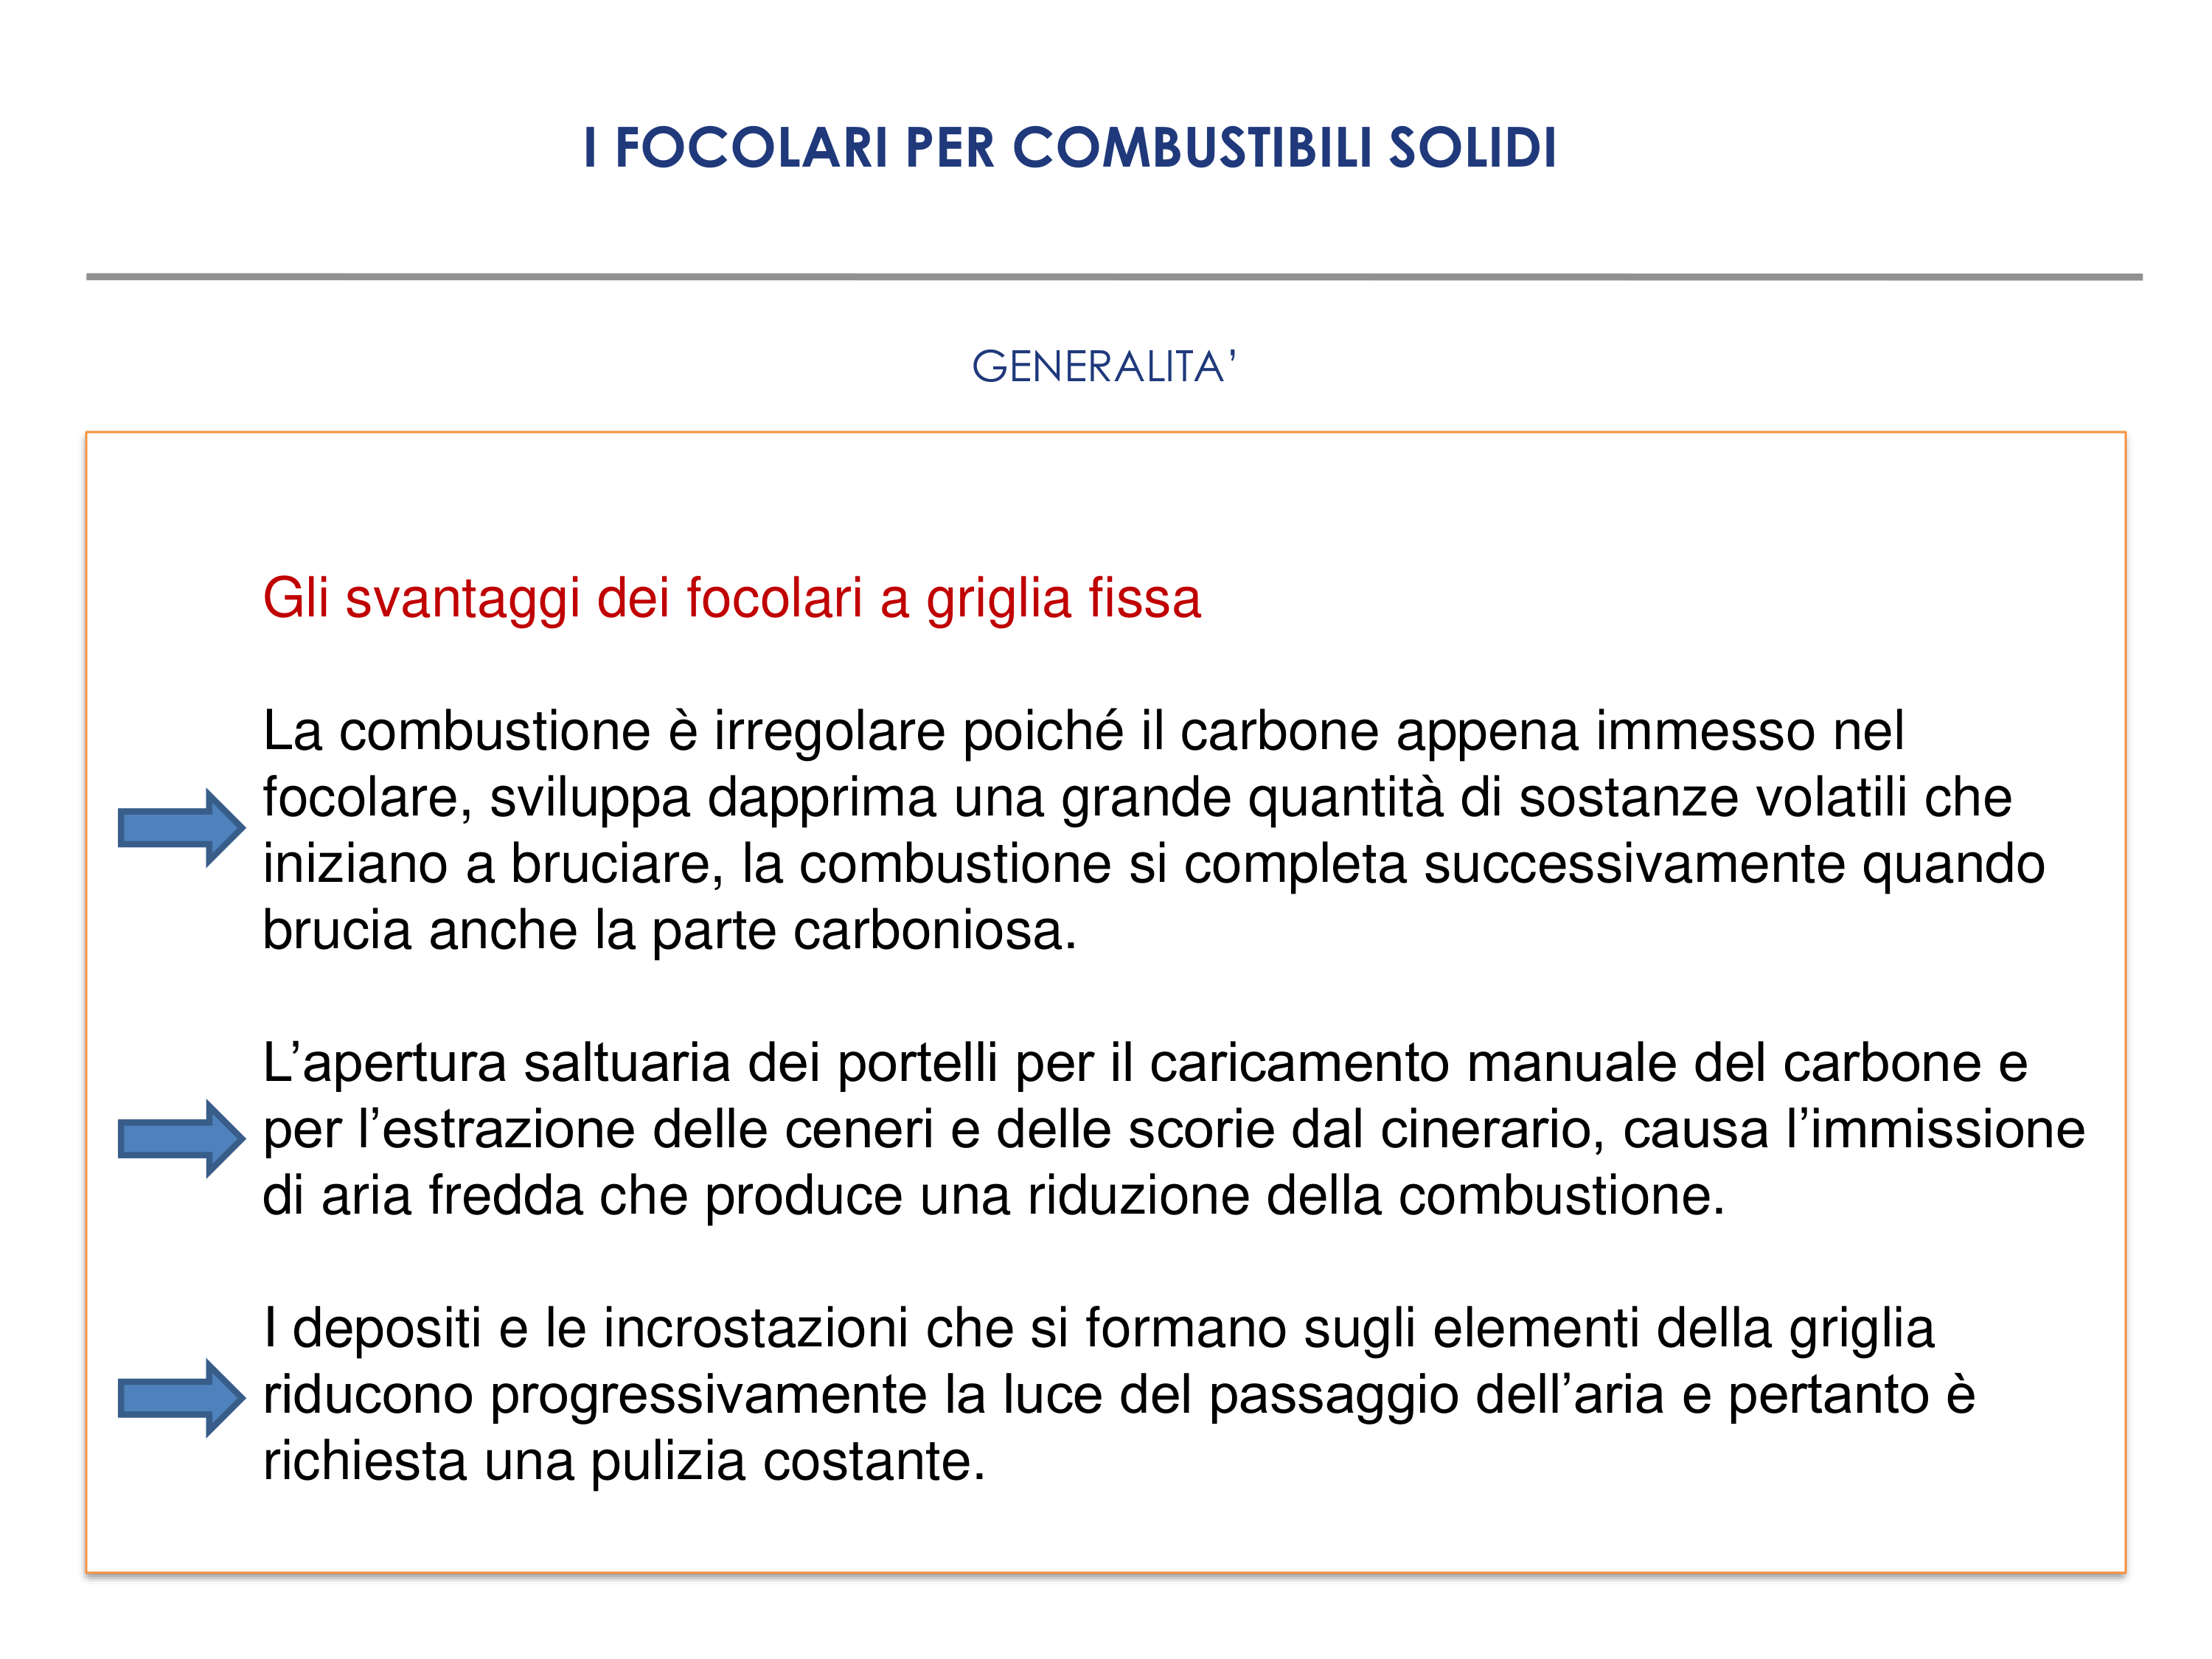 I FOCOLARI PER COMBUSTIBILI SOLIDI
GENERALITA’
Gli svantaggi dei focolari a griglia fissa
La combustione è irregolare poiché il carbone appena immesso nel
focolare, sviluppa dapprima una grande quantità di sostanze volatili che
iniziano a bruciare, la combustione si completa successivamente quando
brucia anche la parte carboniosa.
L’apertura saltuaria dei portelli per il caricamento manuale del carbone e
per l’estrazione delle ceneri e delle scorie dal cinerario, causa l’immissione
di aria fredda che produce una riduzione della combustione.
I depositi e le incrostazioni che si formano sugli elementi della griglia
riducono progressivamente la luce del passaggio dell’aria e pertanto è
richiesta una pulizia costante.